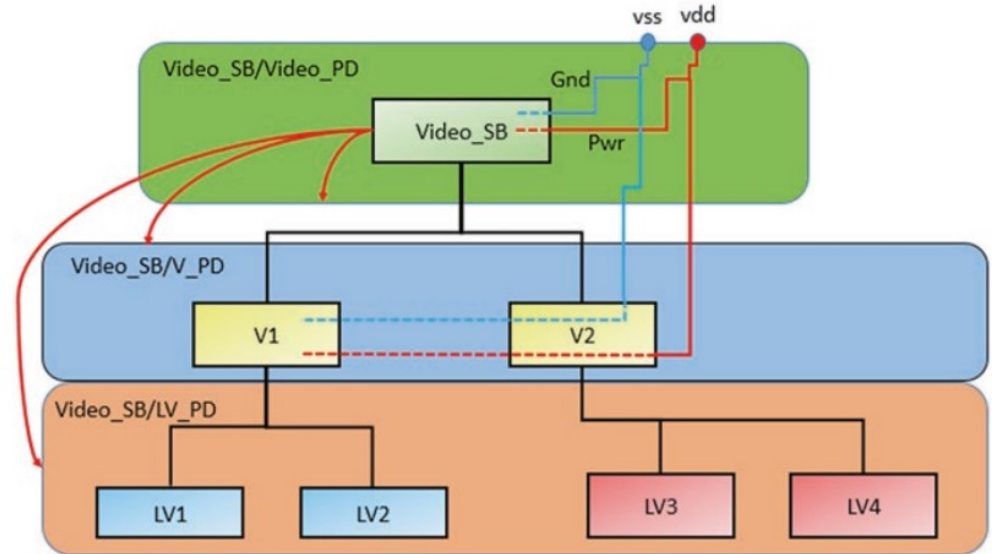 vss vdd
Video_SB/Video_PD
Gnd
Video_SB
Pwr
Video_SB/V_PD
V1
V2
Video_SB/LV_PD
LV1
LV2
LV3
LV4